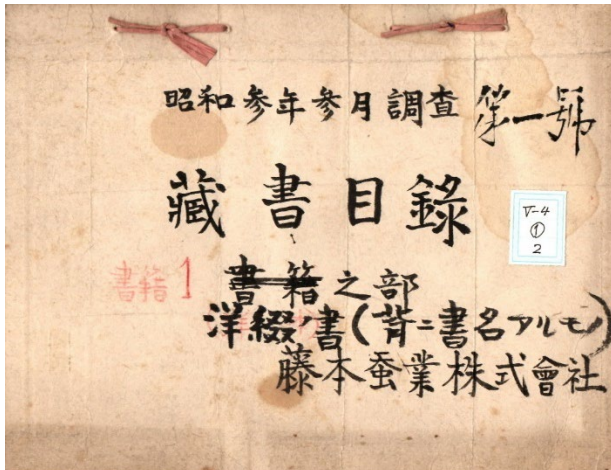 昭和参年参月調査 第一號
藏書目錄
V-4
①
2
書籍1
書籍之部
洋綴書(背ニ書名アルモノ)
藤本蚕業株式會社